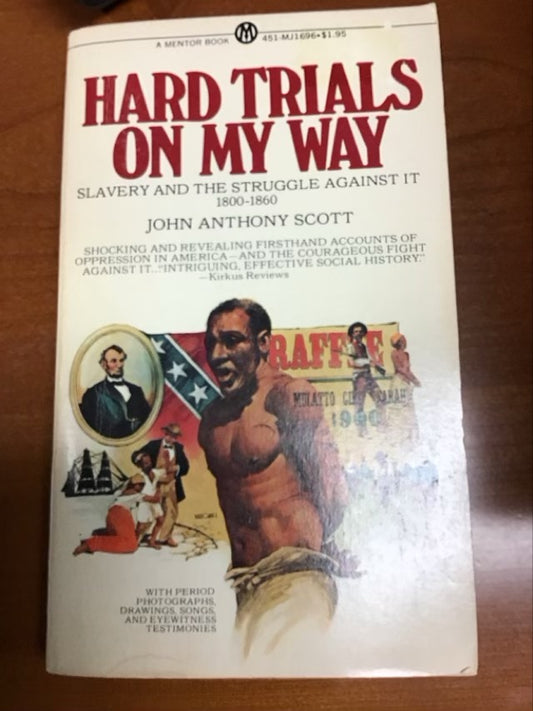 A MENTOR BOOK M 451-MJ1696•$1.95
HARD TRIALS
ON MY WAY
SLAVERY AND THE STRUGGLE AGAINST IT
1800-1860
JOHN ANTHONY SCOTT
SHOCKING AND REVEALING FIRSTHAND ACCOUNTS OF
OPPRESSION IN AMERICA—AND THE COURAGEOUS FIGHT
AGAINST IT..."INTRIGUING, EFFECTIVE SOCIAL HISTORY."
—Kirkus Reviews
RAFFLE
MULATTO
WITH PERIOD
PHOTOGRAPHS,
DRAWINGS, SONGS,
AND EYEWITNESS
TESTIMONIES